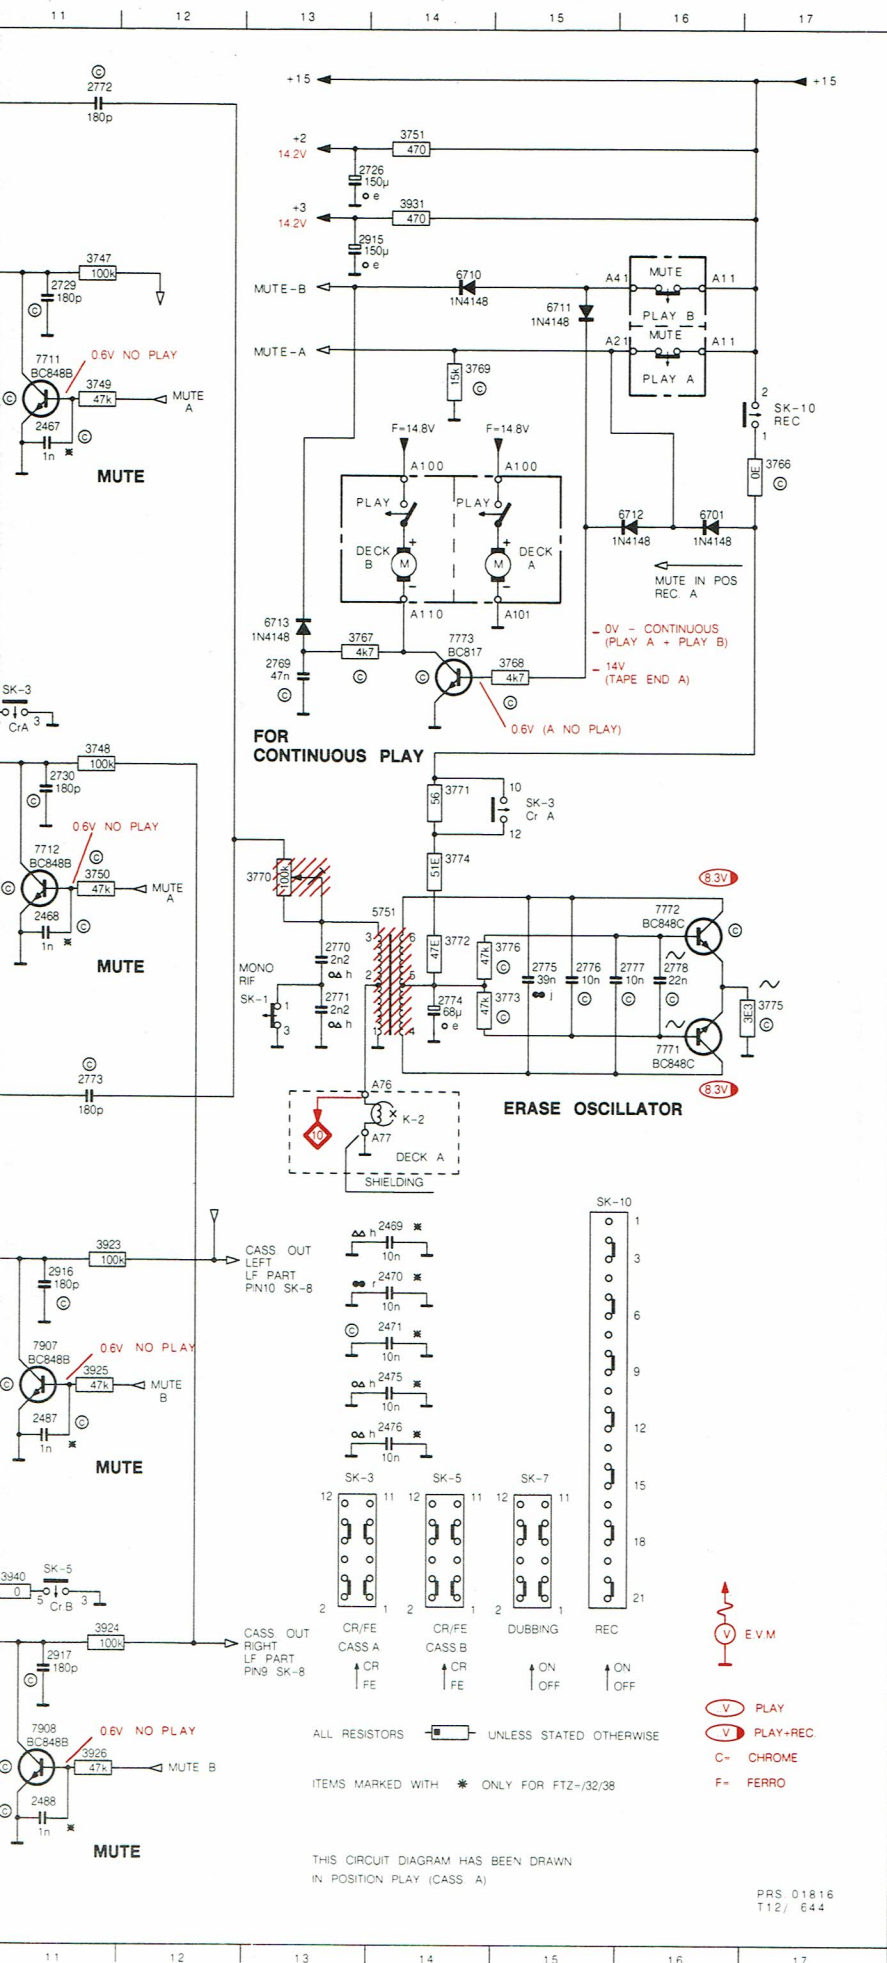 11 12 13 14 15 16 17
+15 +15
© 2772 180p
+2 14.2V
3751 470
2726 150µ e
+3 14.2V
3931 470
2915 150µ e
3747 100k
2729 180p ©
MUTE-B
6710 1N4148
6711 1N4148
A41 MUTE A11
PLAY B
MUTE-A
A21 MUTE A11
PLAY A
7711 BC848B ©
0.6V NO PLAY
3749 47k
MUTE A
2467 1n * ©
MUTE
3769 15k ©
2 SK-10 REC 1
3766 0E ©
F=14.8V F=14.8V
A100 A100
PLAY PLAY
DECK B M + -
DECK A M + -
A110 A101
6712 1N4148
6701 1N4148
MUTE IN POS
REC. A
6713 1N4148
3767 4k7 ©
7773 BC817 ©
3768 4k7 ©
2769 47n ©
- 0V - CONTINUOUS
(PLAY A + PLAY B)
- 14V
(TAPE END A)
0.6V (A NO PLAY)
FOR
CONTINUOUS PLAY
SK-3
CrA 3
3748 100k
2730 180p ©
7712 BC848B ©
0.6V NO PLAY
© 3750 47k
MUTE A
2468 1n * ©
MUTE
3771 56
10 SK-3 Cr A 12
3774 51E
3770 100k
5751
3 2 1 6 5 4
3772 47E
3776 47k ©
3773 47k ©
2770 2n2 h
2771 2n2 h
MONO
RIF
SK-1 1 3
2774 68µ e
2775 39n j
2776 10n ©
2777 10n ©
2778 22n ©
8.3V
7772 BC848C ©
3775 3E3 ©
7771 BC848C
8.3V
ERASE OSCILLATOR
© 2773 180p
A76
10
K-2
A77
DECK A
SHIELDING
3923 100k
2916 180p ©
CASS. OUT
LEFT
LF PART
PIN10 SK-8
7907 BC848B ©
0.6V NO PLAY
3925 47k
MUTE B
2487 1n * ©
MUTE
h 2469 * 10n
r 2470 * 10n
© 2471 * 10n
h 2475 * 10n
h 2476 * 10n
SK-10
1
3
6
9
12
15
18
21
SK-3 SK-5 SK-7
12 11 12 11 12 11
2 1 2 1 2 1
CR/FE CR/FE DUBBING REC
CASS A CASS B
CR CR ON ON
FE FE OFF OFF
3940 0
SK-5
5 Cr B 3
3924 100k
2917 180p ©
CASS. OUT
RIGHT
LF PART
PIN9 SK-8
7908 BC848B ©
0.6V NO PLAY
3926 47k
MUTE B
2488 1n * ©
MUTE
V E.V.M
V PLAY
V PLAY+REC.
C= CHROME
F= FERRO
ALL RESISTORS UNLESS STATED OTHERWISE
ITEMS MARKED WITH * ONLY FOR FTZ-/32/38
THIS CIRCUIT DIAGRAM HAS BEEN DRAWN
IN POSITION PLAY (CASS. A)
PRS. 01816
T12/ 644
11 12 13 14 15 16 17